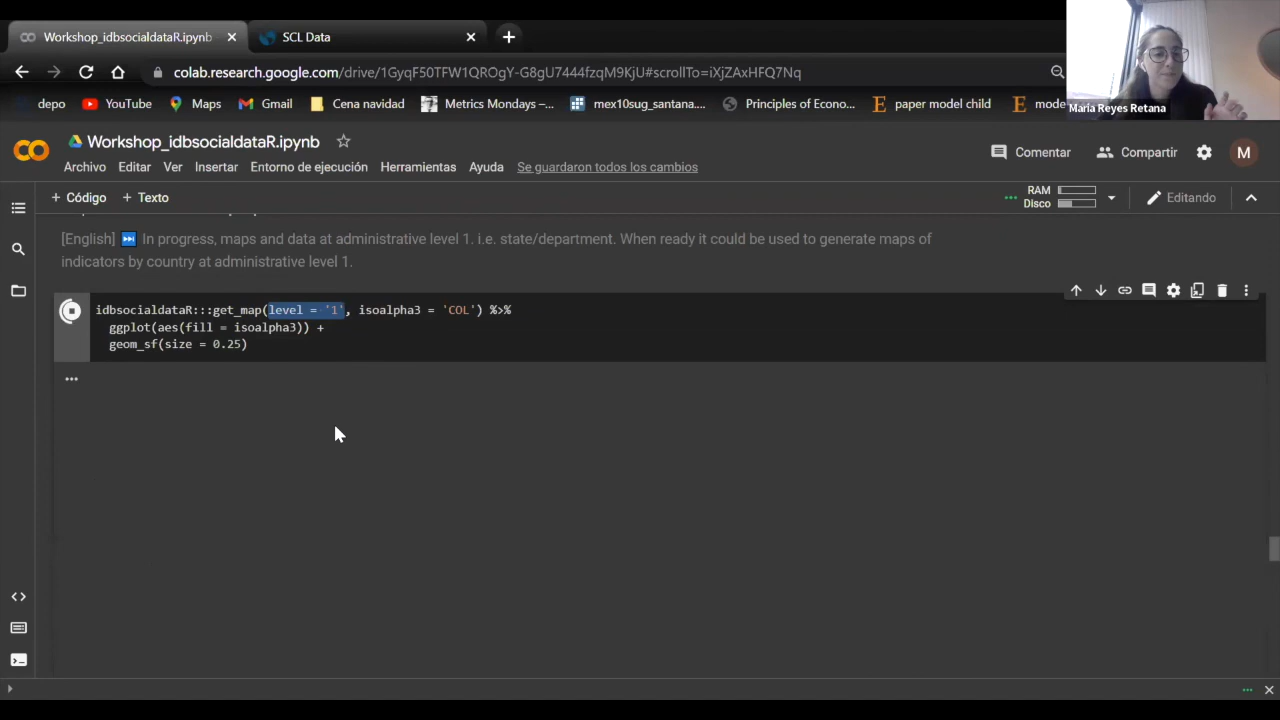 Workshop_idbsocialdataR.ipynb
SCL Data
colab.research.google.com/drive/1GyqF50TFW1QROgY-G8gU7444fzqM9KjU#scrollTo=iXjZAxHFQ7Nq
depo
YouTube
Maps
Gmail
Cena navidad
Metrics Mondays –...
mex10sug_santana....
Principles of Econo...
paper model child
mode
María Reyes Retana
Workshop_idbsocialdataR.ipynb
Comentar
Compartir
M
Archivo Editar Ver Insertar Entorno de ejecución Herramientas Ayuda Se guardaron todos los cambios
+ Código + Texto
RAM
Disco
Editando
[English] ⏭ In progress, maps and data at administrative level 1. i.e. state/department. When ready it could be used to generate maps of
indicators by country at administrative level 1.
idbsocialdataR:::get_map(level = '1', isoalpha3 = 'COL') %>%
ggplot(aes(fill = isoalpha3)) +
geom_sf(size = 0.25)